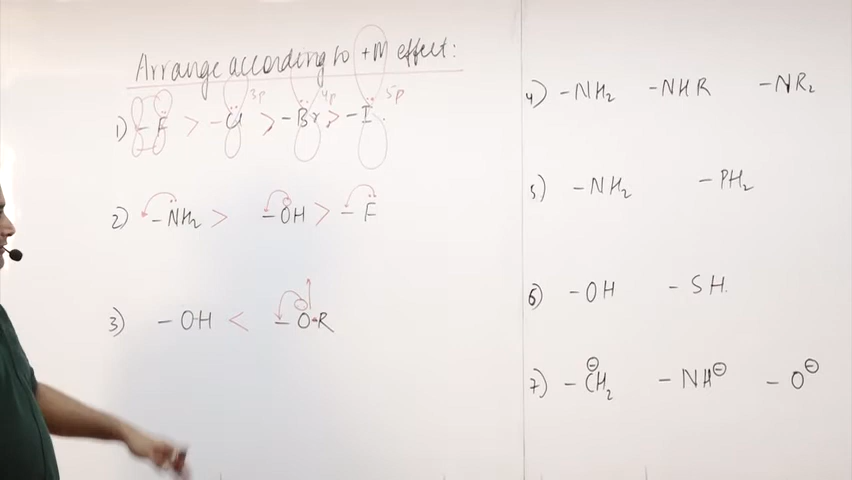 Arrange according to +M effect:
3p 4p 5p
1) -F > -Cl > -Br > -I
2) -NH₂ > -OH > -F
3) -OH < -O-R
4) -NH₂ -NHR -NR₂
5) -NH₂ -PH₂
6) -OH -SH
7) -CH₂⊖ -NH⊖ -O⊖